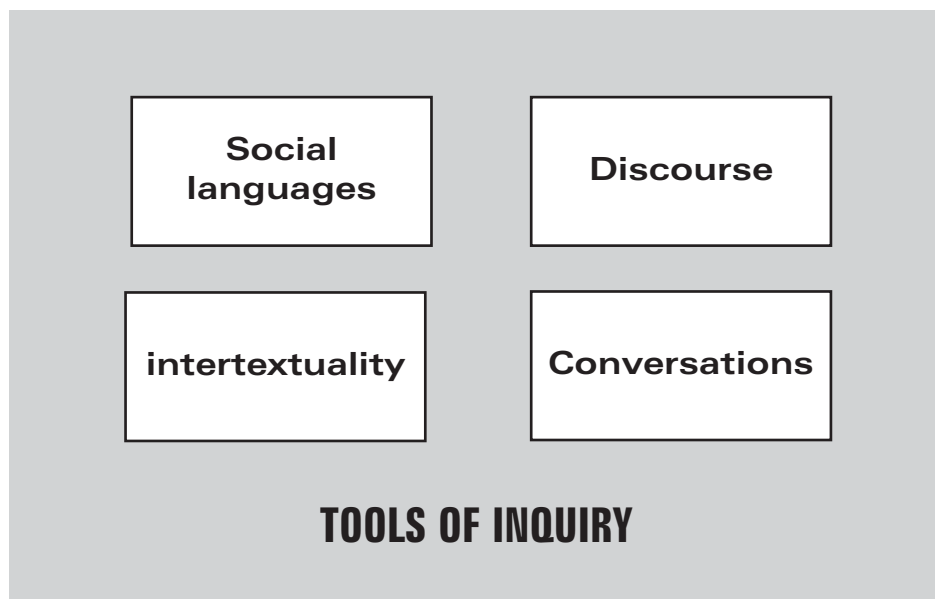 Social
languages
Discourse
intertextuality
Conversations
TOOLS OF INQUIRY